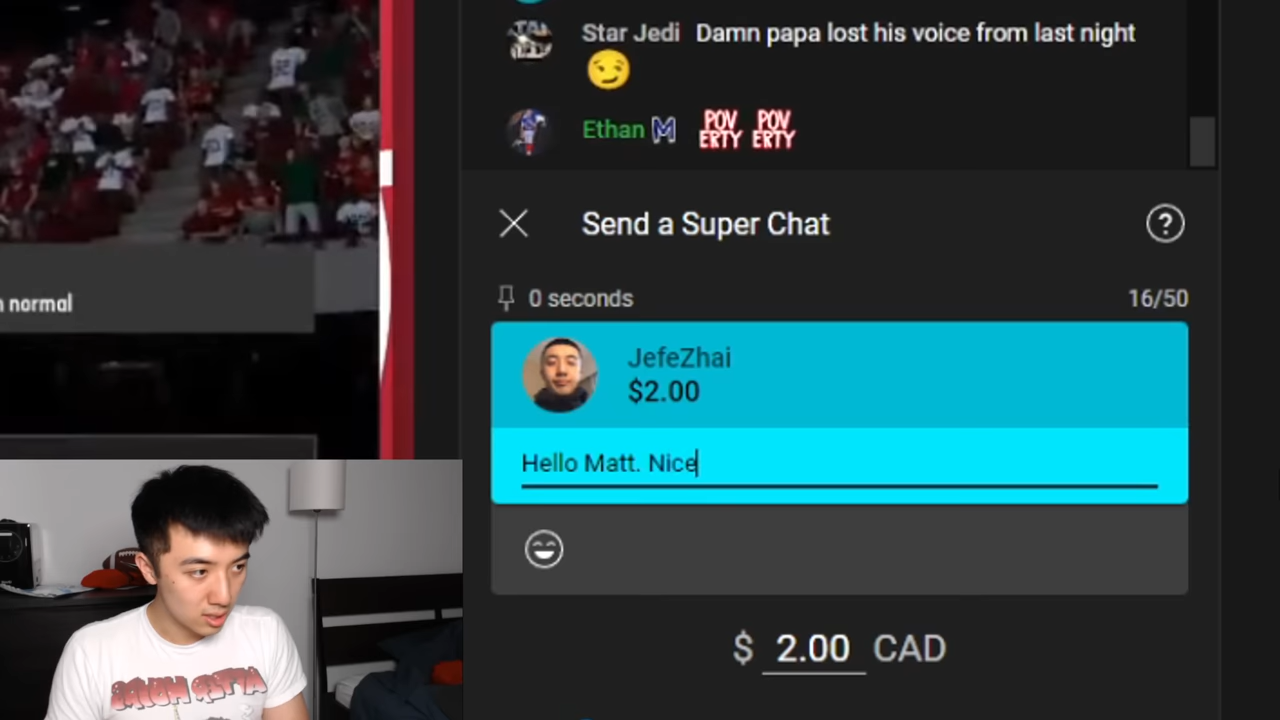 Star Jedi Damn papa lost his voice from last night
Ethan M POV ERTY POV ERTY
Send a Super Chat
0 seconds 16/50
n normal
JefeZhai
$2.00
Hello Matt. Nice
$ 2.00 CAD